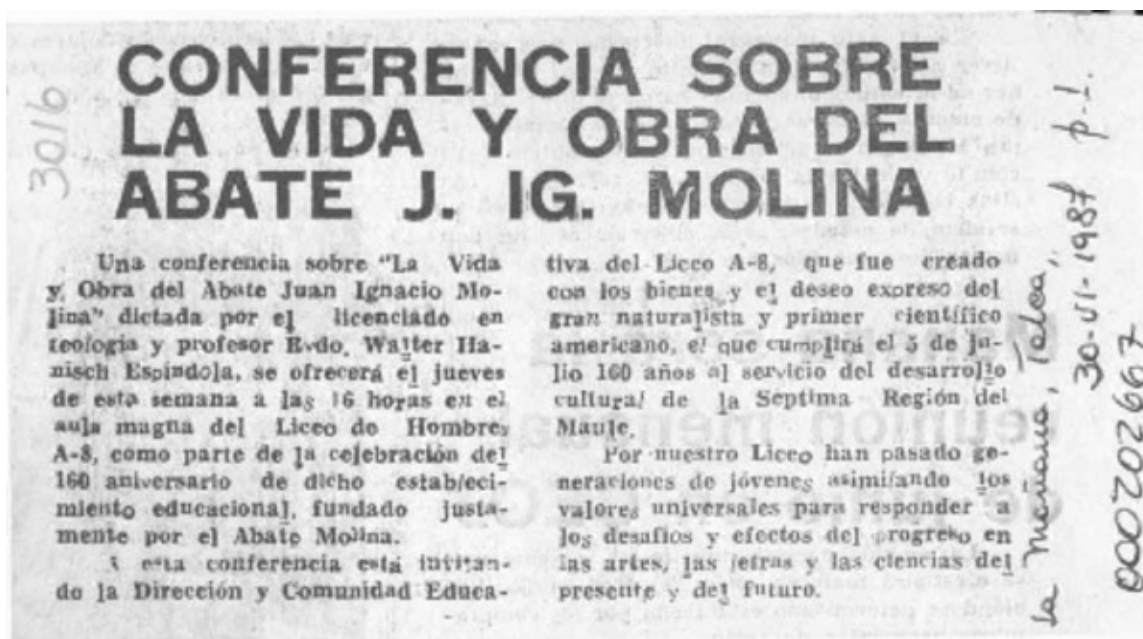 CONFERENCIA SOBRE
LA VIDA Y OBRA DEL
ABATE J. IG. MOLINA
Una conferencia sobre "La Vida
y Obra del Abate Juan Ignacio Mo-
lina" dictada por el licenciado en
teología y profesor Rvdo. Walter Ha-
nisch Espíndola, se ofrecerá el jueves
de esta semana a las 16 horas en el
aula magna del Liceo de Hombres
A-8, como parte de la celebración del
160 aniversario de dicho estableci-
miento educacional, fundado justa-
mente por el Abate Molina.
A esta conferencia está invitan-
do la Dirección y Comunidad Educa-
tiva del Liceo A-8, que fue creado
con los bienes y el deseo expreso del
gran naturalista y primer científico
americano, el que cumplirá el 5 de ju-
lio 160 años al servicio del desarrollo
cultural de la Séptima Región del
Maule.
Por nuestro Liceo han pasado ge-
neraciones de jóvenes asimilando los
valores universales para responder a
los desafíos y efectos del progreso en
las artes, las letras y las ciencias del
presente y del futuro.
3016
La Mañana, Talca,
30-VI-1987 p.1.
000202667